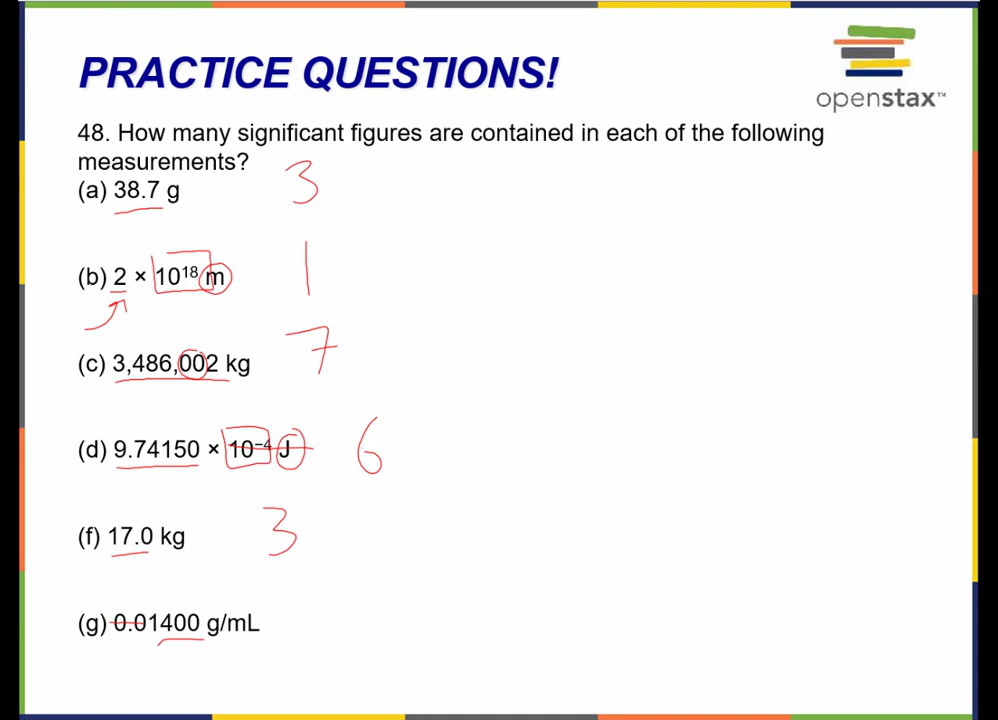 PRACTICE QUESTIONS!
openstax™
48. How many significant figures are contained in each of the following
measurements?
(a) 38.7 g 3
(b) 2 × 10¹⁸ m 1
(c) 3,486,002 kg 7
(d) 9.74150 × 10⁻⁴ J 6
(f) 17.0 kg 3
(g) 0.01400 g/mL